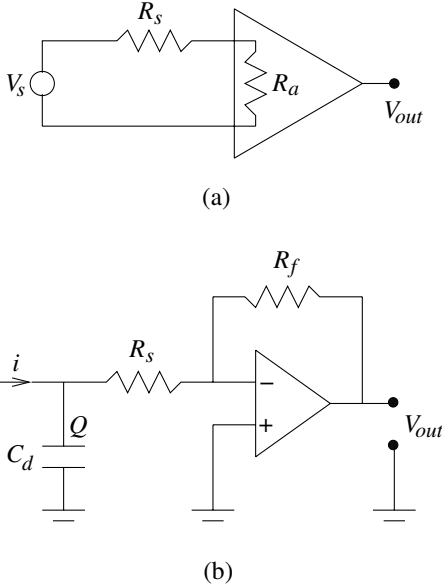 R_s
V_s
R_a
V_out
(a)
R_f
i
R_s
−
Q
+
C_d
V_out
(b)